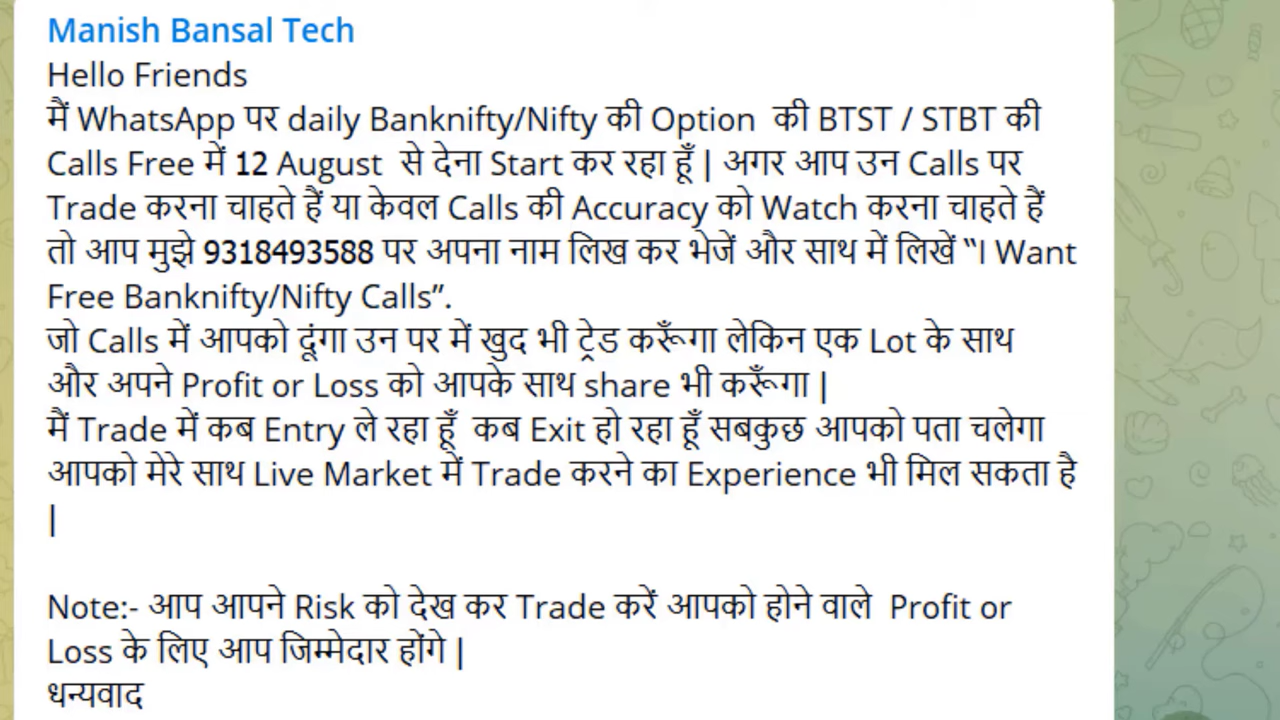 Manish Bansal Tech
Hello Friends
मैं WhatsApp पर daily Banknifty/Nifty की Option की BTST / STBT की
Calls Free में 12 August से देना Start कर रहा हूँ | अगर आप उन Calls पर
Trade करना चाहते हैं या केवल Calls की Accuracy को Watch करना चाहते हैं
तो आप मुझे 9318493588 पर अपना नाम लिख कर भेजें और साथ में लिखें “I Want
Free Banknifty/Nifty Calls”.
जो Calls में आपको दूंगा उन पर में खुद भी ट्रेड करूँगा लेकिन एक Lot के साथ
और अपने Profit or Loss को आपके साथ share भी करूँगा |
मैं Trade में कब Entry ले रहा हूँ कब Exit हो रहा हूँ सबकुछ आपको पता चलेगा
आपको मेरे साथ Live Market में Trade करने का Experience भी मिल सकता है
|
Note:- आप आपने Risk को देख कर Trade करें आपको होने वाले Profit or
Loss के लिए आप जिम्मेदार होंगे |
धन्यवाद